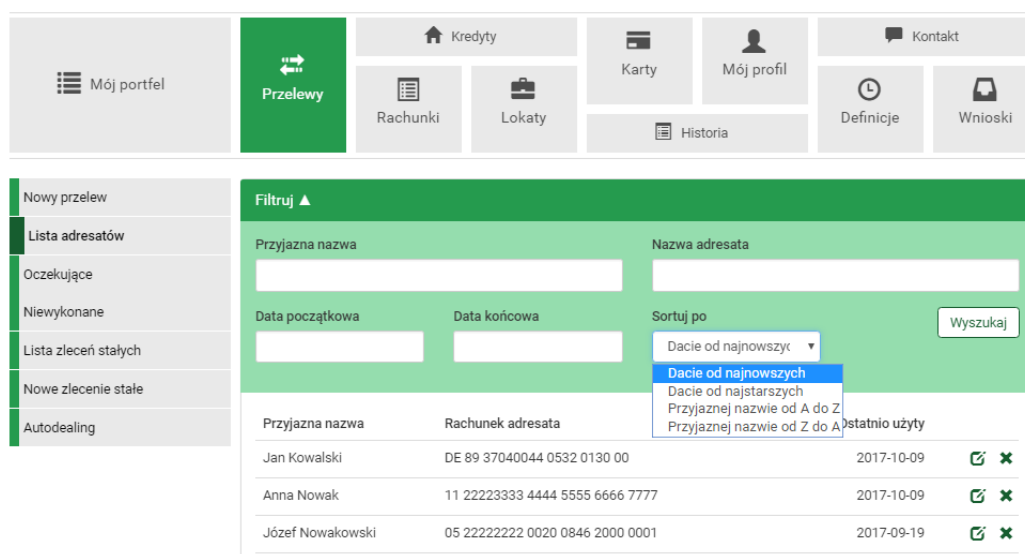 Mój portfel
Przelewy
Kredyty
Rachunki
Lokaty
Karty
Mój profil
Historia
Kontakt
Definicje
Wnioski
Nowy przelew
Lista adresatów
Oczekujące
Niewykonane
Lista zleceń stałych
Nowe zlecenie stałe
Autodealing
Filtruj ▲
Przyjazna nazwa
Nazwa adresata
Data początkowa
Data końcowa
Sortuj po
Dacie od najnowszyc
Wyszukaj
Dacie od najnowszych
Dacie od najstarszych
Przyjaznej nazwie od A do Z
Przyjaznej nazwie od Z do A
Przyjazna nazwa Rachunek adresata Ostatnio użyty
Jan Kowalski DE 89 37040044 0532 0130 00 2017-10-09
Anna Nowak 11 22223333 4444 5555 6666 7777 2017-10-09
Józef Nowakowski 05 22222222 0020 0846 2000 0001 2017-09-19